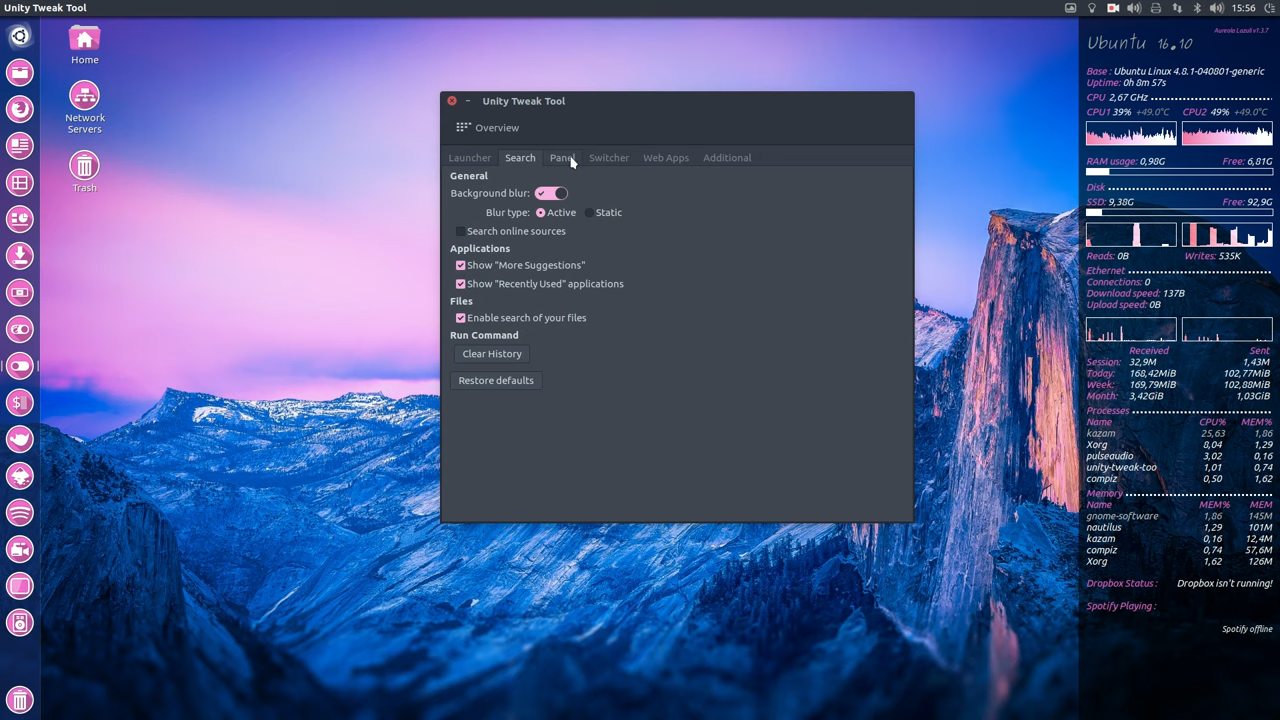 Unity Tweak Tool
15:56
Home
Network
Servers
Trash
Unity Tweak Tool
Overview
Launcher Search Panel Switcher Web Apps Additional
General
Background blur:
Blur type: Active Static
Search online sources
Applications
Show "More Suggestions"
Show "Recently Used" applications
Files
Enable search of your files
Run Command
Clear History
Restore defaults
Aureola Lazuli v1.3.7
Ubuntu 16.10
Base : Ubuntu Linux 4.8.1-040801-generic
Uptime: 0h 8m 57s
CPU 2,67 GHz
CPU1 39% +49.0°C CPU2 49% +49.0°C
RAM usage: 0,98G Free: 6,81G
Disk
SSD: 9,38G Free: 92,9G
Reads: 0B Writes: 535K
Ethernet
Connections: 0
Download speed: 137B
Upload speed: 0B
Received Sent
Session: 32,9M 1,43M
Today: 168,42MiB 102,77MiB
Week: 169,79MiB 102,88MiB
Month: 3,42GiB 1,03GiB
Processes
Name CPU% MEM%
kazam 25,63 1,86
Xorg 8,04 1,29
pulseaudio 3,02 0,16
unity-tweak-too 1,01 0,74
compiz 0,50 1,62
Memory
Name MEM% MEM
gnome-software 1,86 145M
nautilus 1,29 101M
kazam 0,16 12,4M
compiz 0,74 57,6M
Xorg 1,62 126M
Dropbox Status : Dropbox isn't running!
Spotify Playing :
Spotify offline